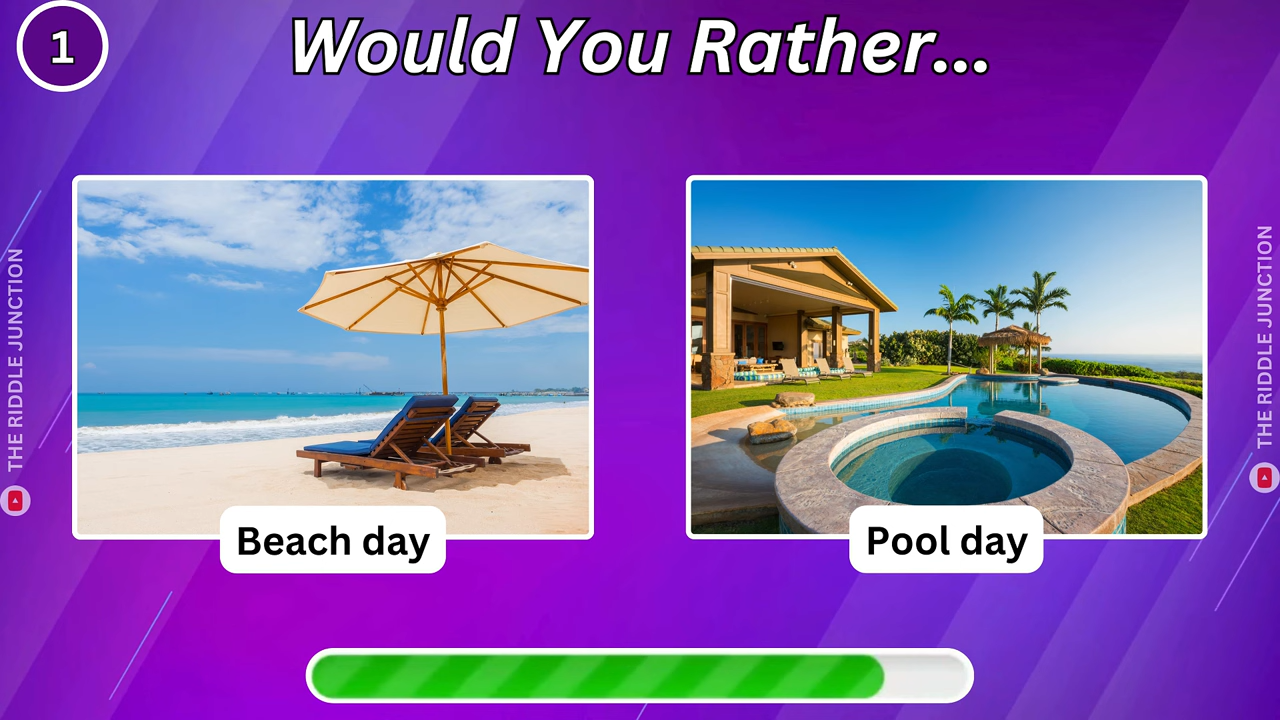 1
Would You Rather...
THE RIDDLE JUNCTION
Beach day
Pool day
THE RIDDLE JUNCTION